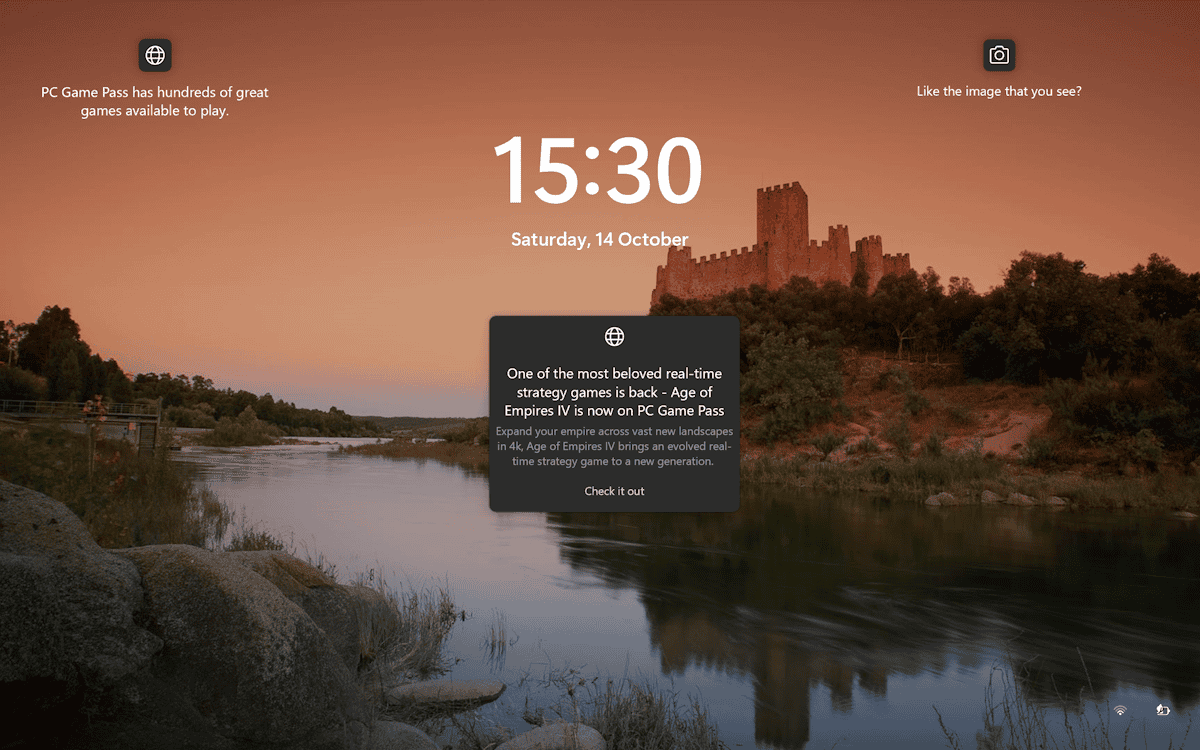 PC Game Pass has hundreds of great
games available to play.
Like the image that you see?
15:30
Saturday, 14 October
One of the most beloved real-time
strategy games is back - Age of
Empires IV is now on PC Game Pass
Expand your empire across vast new landscapes
in 4k, Age of Empires IV brings an evolved real-
time strategy game to a new generation.
Check it out